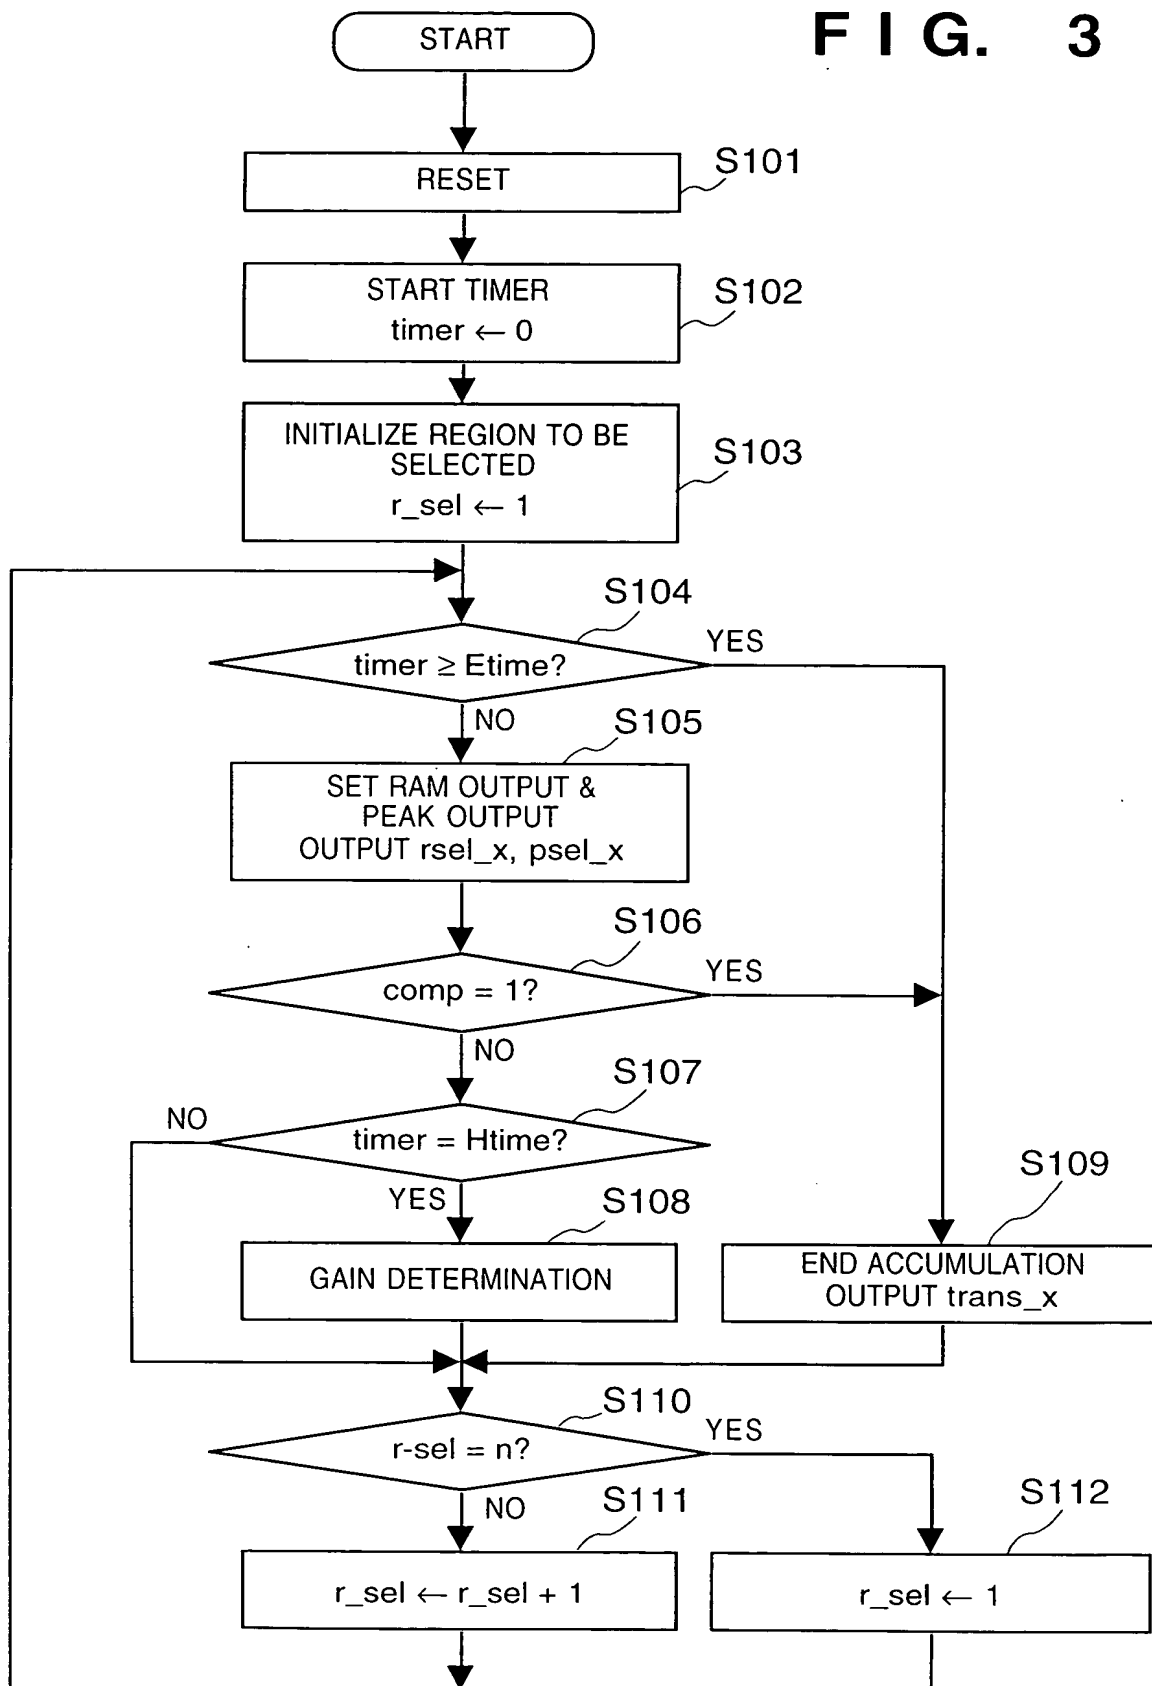 FIG. 3
START
RESET
S101
START TIMER
timer ← 0
S102
INITIALIZE REGION TO BE
SELECTED
r_sel ← 1
S103
S104
timer ≥ Etime?
YES
NO
S105
SET RAM OUTPUT &
PEAK OUTPUT
OUTPUT rsel_x, psel_x
S106
comp = 1?
YES
NO
S107
timer = Htime?
NO
YES
S108
GAIN DETERMINATION
S109
END ACCUMULATION
OUTPUT trans_x
S110
r-sel = n?
YES
NO
S111
r_sel ← r_sel + 1
S112
r_sel ← 1